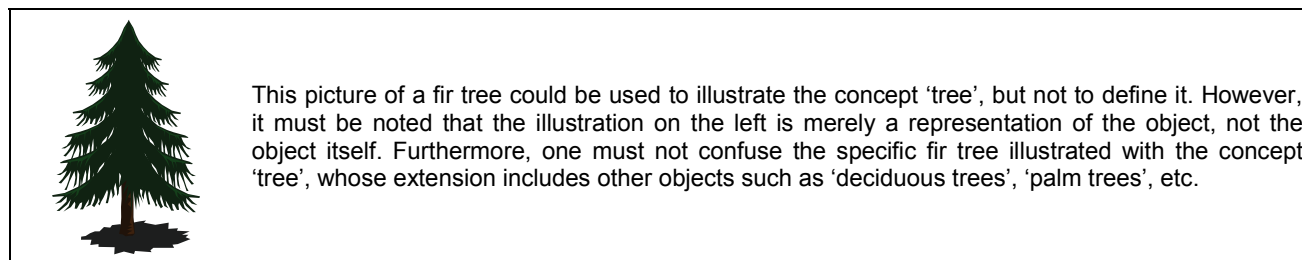 This picture of a fir tree could be used to illustrate the concept ‘tree’, but not to define it. However,
it must be noted that the illustration on the left is merely a representation of the object, not the
object itself. Furthermore, one must not confuse the specific fir tree illustrated with the concept
‘tree’, whose extension includes other objects such as ‘deciduous trees’, ‘palm trees’, etc.